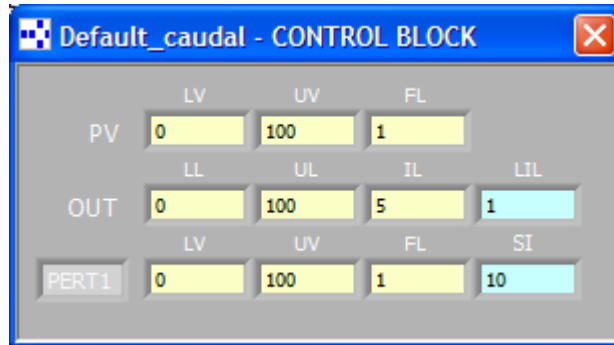 Default_caudal - CONTROL BLOCK
LV UV FL
PV 0 100 1
LL UL IL LIL
OUT 0 100 5 1
LV UV FL SI
PERT1 0 100 1 10